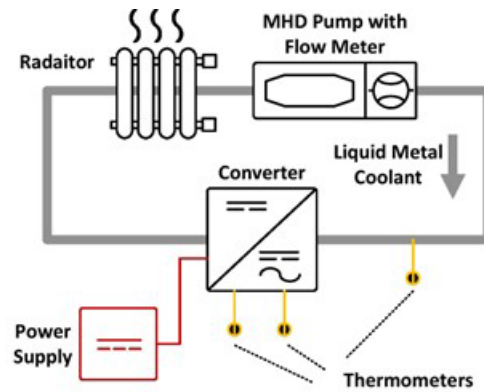 MHD Pump with
Flow Meter
Radaitor
Liquid Metal
Coolant
Converter
Power
Supply
Thermometers